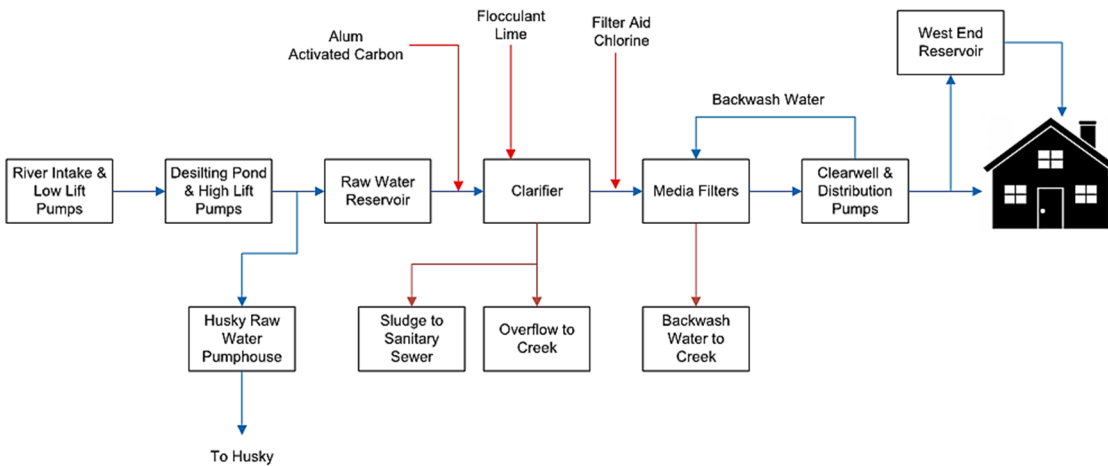 Alum
Activated Carbon
Flocculant
Lime
Filter Aid
Chlorine
West End
Reservoir
Backwash Water
River Intake &
Low Lift
Pumps
Desilting Pond
& High Lift
Pumps
Raw Water
Reservoir
Clarifier
Media Filters
Clearwell &
Distribution
Pumps
Husky Raw
Water
Pumphouse
Sludge to
Sanitary
Sewer
Overflow to
Creek
Backwash
Water to
Creek
To Husky